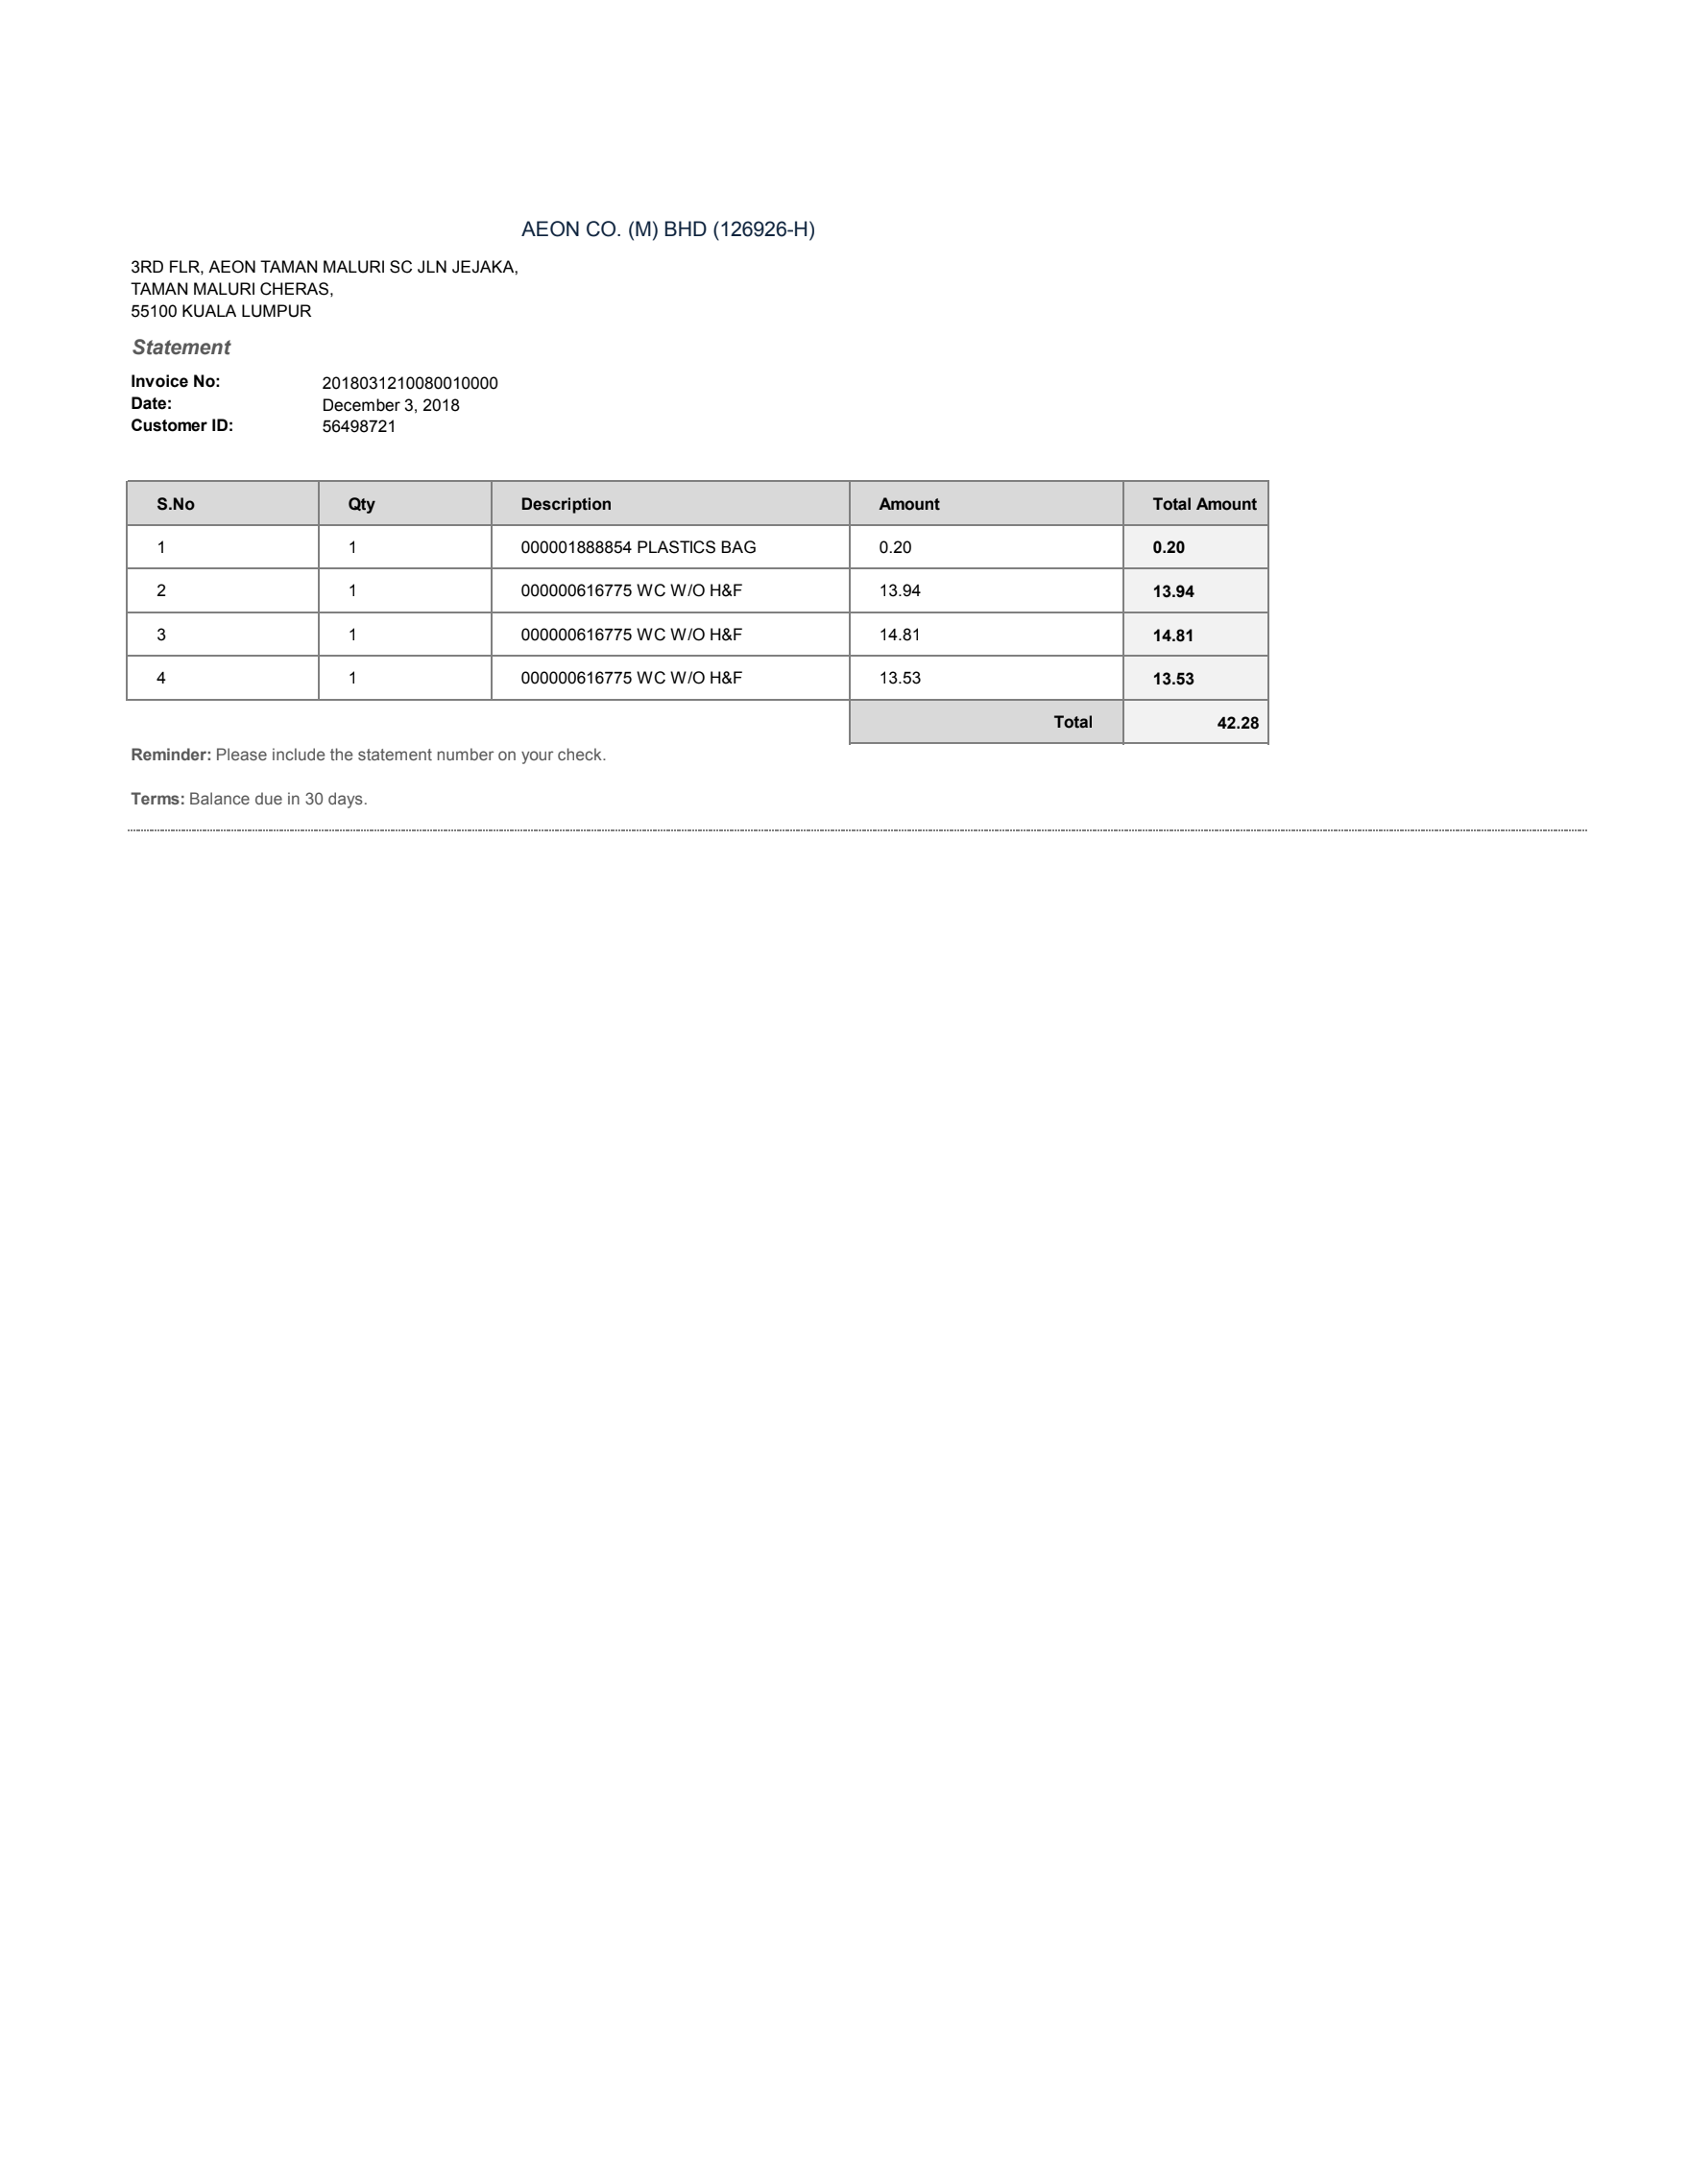 AEON CO. (M) BHD (126926-H)
3RD FLR, AEON TAMAN MALURI SC JLN JEJAKA,
TAMAN MALURI CHERAS,
55100 KUALA LUMPUR
Statement
Invoice No: 2018031210080010000
Date: December 3, 2018
Customer ID: 56498721
S.No Qty Description Amount Total Amount
1 1 000001888854 PLASTICS BAG 0.20 0.20
2 1 000000616775 WC W/O H&F 13.94 13.94
3 1 000000616775 WC W/O H&F 14.81 14.81
4 1 000000616775 WC W/O H&F 13.53 13.53
Total 42.28
Reminder: Please include the statement number on your check.
Terms: Balance due in 30 days.